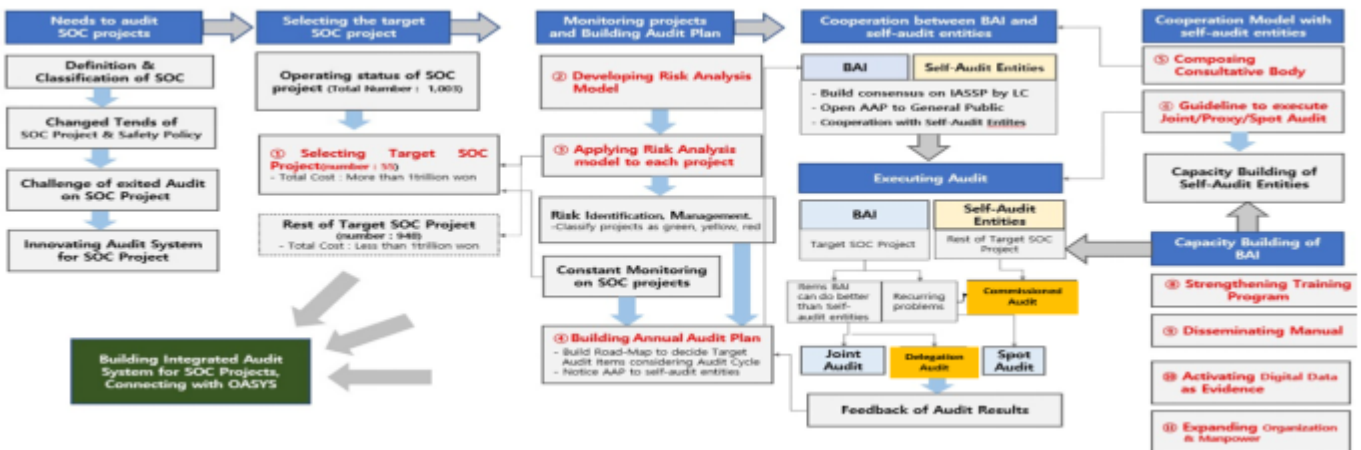 Needs to audit
SOC projects
Definition &
Classification of SOC
Changed Tends of
SOC Project & Safety Policy
Challenge of exited Audit
on SOC Project
Innovating Audit System
for SOC Project
Selecting the target
SOC project
Operating status of SOC
project (Total Number : 1,003)
① Selecting Target SOC
Project(number : 55)
- Total Cost : More than 1trillion won
Rest of Target SOC Project
(number : 948)
- Total Cost : Less than 1trillion won
Building Integrated Audit
System for SOC Projects,
Connecting with OASYS
Monitoring projects
and Building Audit Plan
② Developing Risk Analysis
Model
③ Applying Risk Analysis
model to each project
Risk Identification, Management.
-Classify projects as green, yellow, red
Constant Monitoring
on SOC projects
④ Building Annual Audit Plan
- Build Road-Map to decide Target
Audit Items considering Audit Cycle
- Notice AAP to self-audit entities
Cooperation between BAI and
self-audit entities
BAI
Self-Audit Entities
- Build consensus on IASSP by LC
- Open AAP to General Public
- Cooperation with Self-Audit Entites
Executing Audit
BAI
Self-Audit
Entities
Target SOC Project
Rest of Target SOC
Project
Items BAI
can do better
than Self-
audit entities
Recurring
problems
Commissioned
Audit
Joint
Audit
Delegation
Audit
Spot
Audit
Feedback of Audit Results
Cooperation Model with
self-audit entities
⑤ Composing
Consultative Body
⑥ Guideline to execute
Joint/Proxy/Spot Audit
Capacity Building of
Self-Audit Entities
Capacity Building of
BAI
⑧ Strengthening Training
Program
⑨ Disseminating Manual
⑩ Activating Digital Data
as Evidence
⑪ Expanding Organization
& Manpower